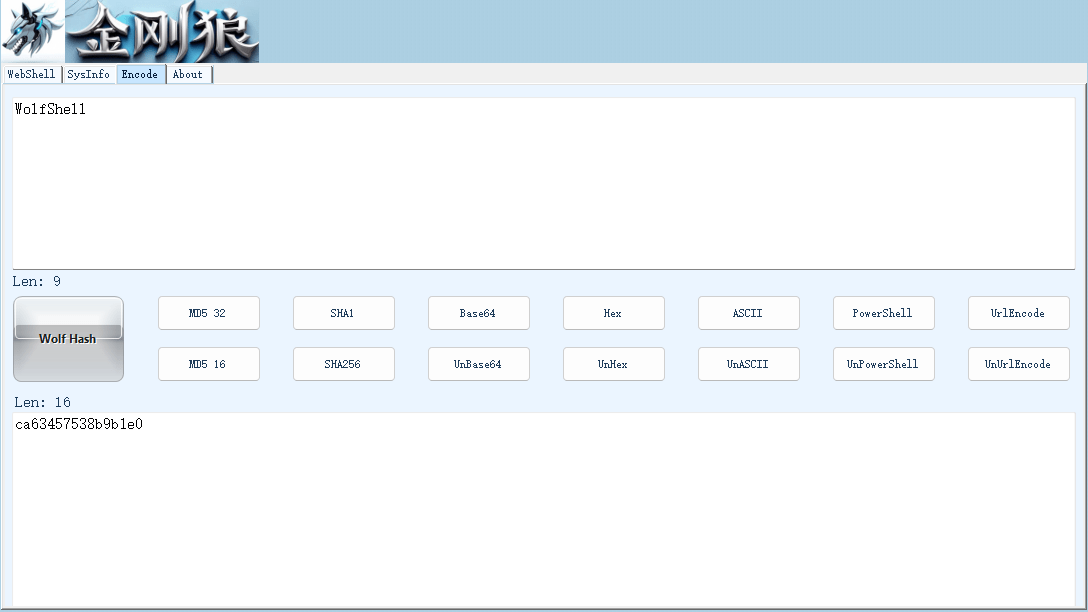 金刚狼
WebShell SysInfo Encode About
WolfShell
Len: 9
Wolf Hash
MD5 32 SHA1 Base64 Hex ASCII PowerShell UrlEncode
MD5 16 SHA256 UnBase64 UnHex UnASCII UnPowerShell UnUrlEncode
Len: 16
ca63457538b9b1e0